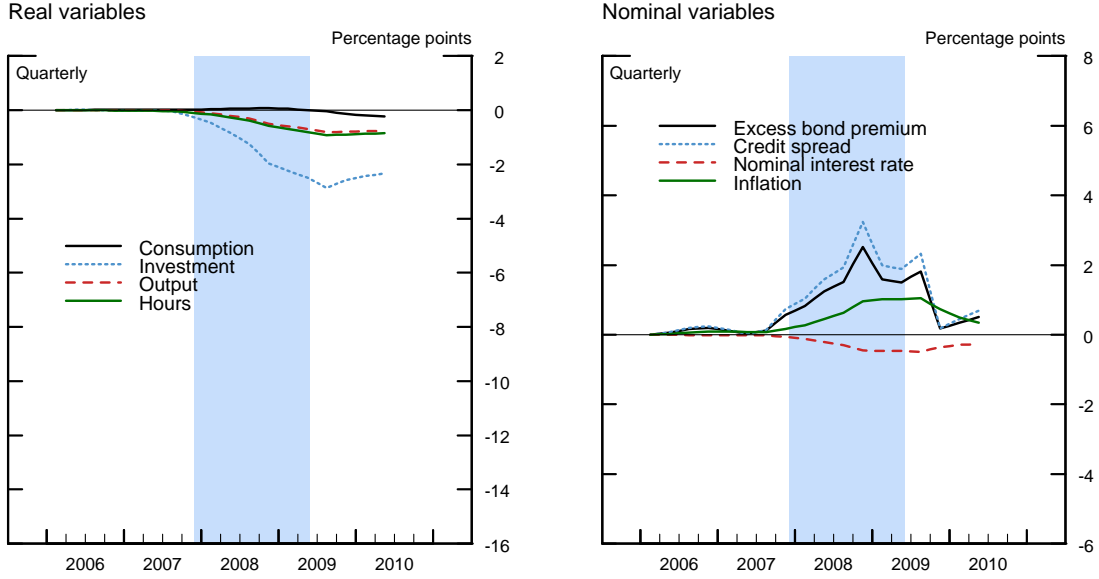 Real variables
Percentage points
Quarterly
2
0
-2
-4
-6
-8
-10
-12
-14
-16
Consumption
Investment
Output
Hours
2006 2007 2008 2009 2010
Nominal variables
Percentage points
Quarterly
8
6
4
2
0
-2
-4
-6
Excess bond premium
Credit spread
Nominal interest rate
Inflation
2006 2007 2008 2009 2010